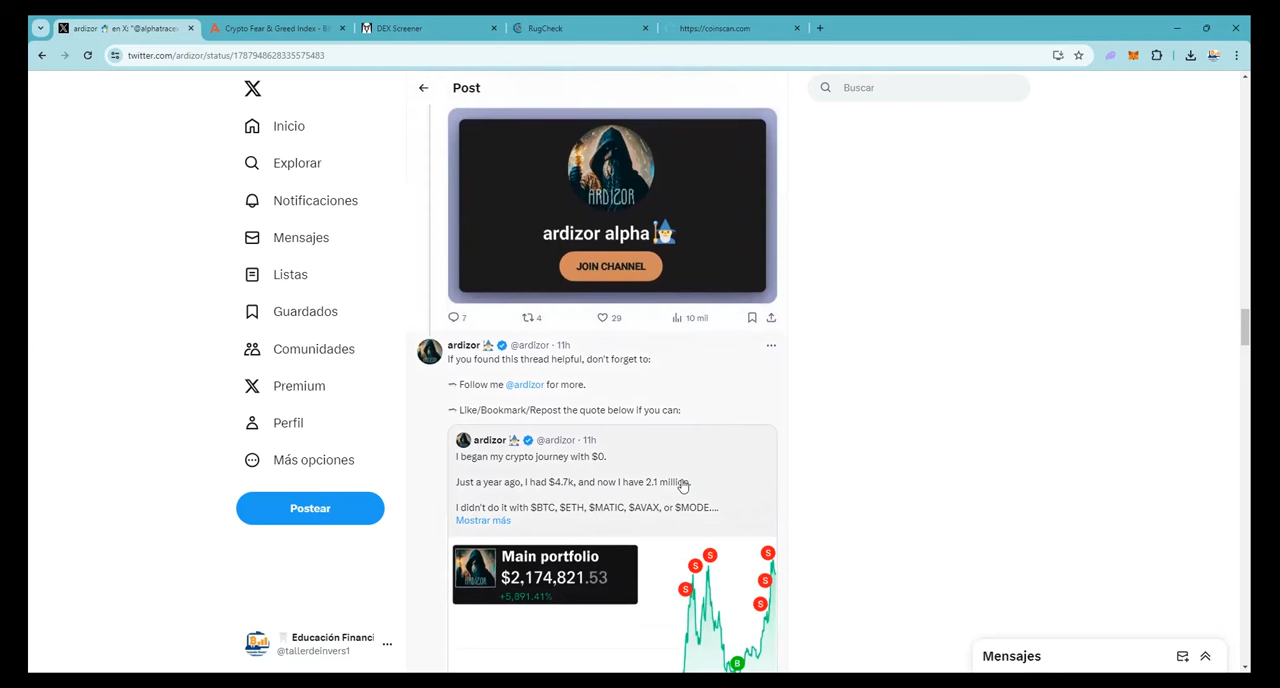 ardizor en X: "@alphatrace
Crypto Fear & Greed Index - Bi
DEX Screener
RugCheck
https://coinscan.com
twitter.com/ardizor/status/1787948628335575483
Post
Buscar
Inicio
Explorar
Notificaciones
Mensajes
Listas
Guardados
Comunidades
Premium
Perfil
Más opciones
Postear
Educación Financi
@tallerdeinvers1
ARDIZOR
ardizor alpha
JOIN CHANNEL
7
4
29
10 mil
ardizor @ardizor · 11h
If you found this thread helpful, don't forget to:
Follow me @ardizor for more.
Like/Bookmark/Repost the quote below if you can:
ardizor @ardizor · 11h
I began my crypto journey with $0.
Just a year ago, I had $4.7k, and now I have 2.1 million.
I didn't do it with $BTC, $ETH, $MATIC, $AVAX, or $MODE....
Mostrar más
Main portfolio
$2,174,821.53
+5,891.41%
S
S
S
S
S
S
B
Mensajes